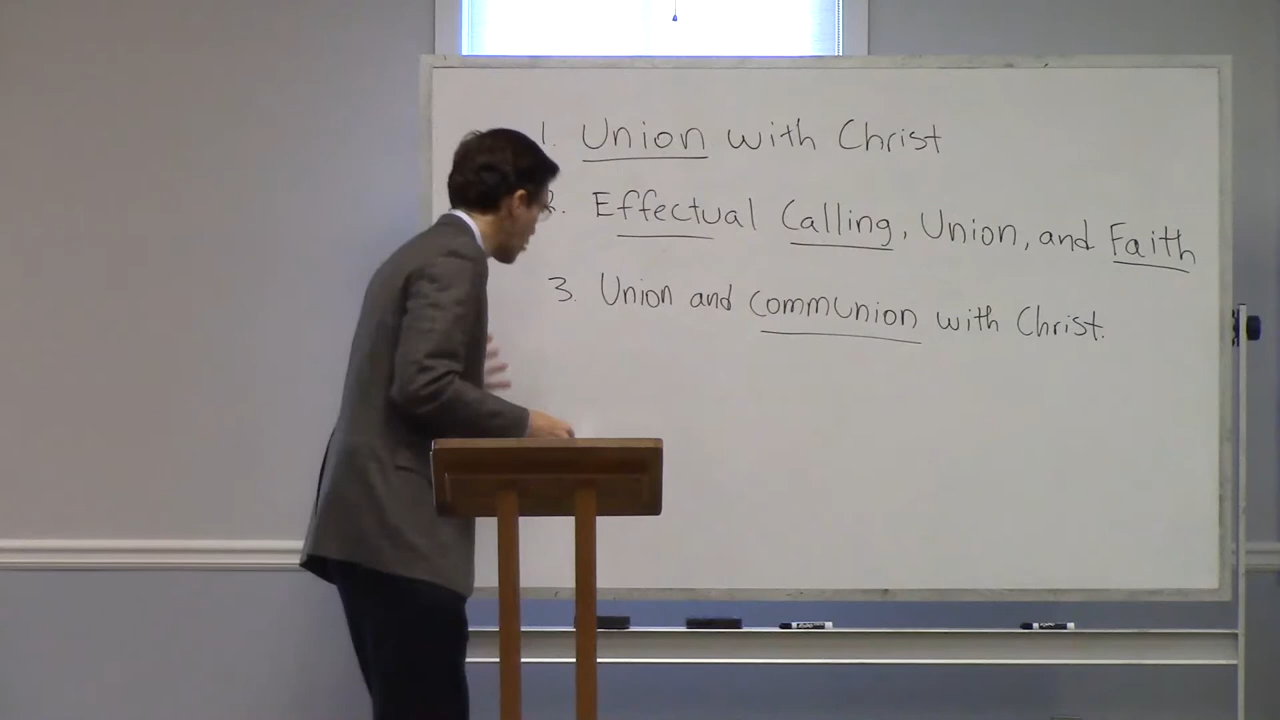 1. Union with Christ
2. Effectual Calling, Union, and Faith
3. Union and Communion with Christ.